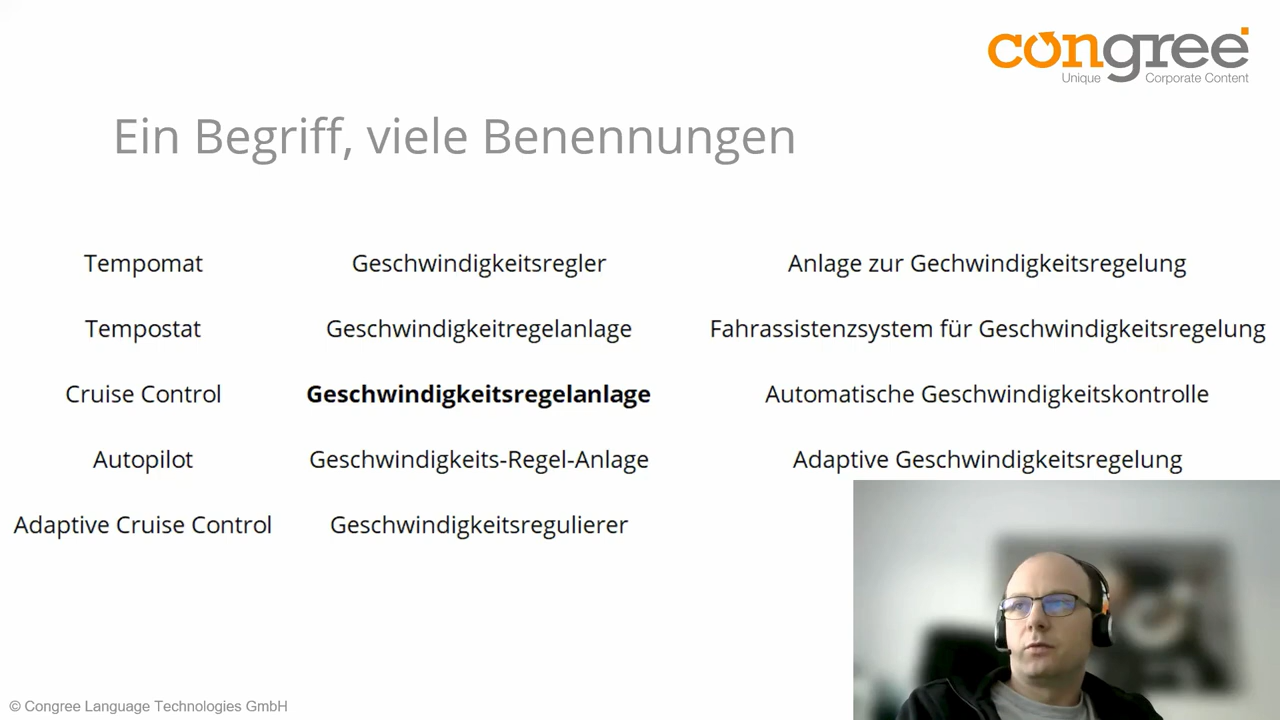 congree
Unique Corporate Content
Ein Begriff, viele Benennungen
Tempomat
Geschwindigkeitsregler
Anlage zur Gechwindigkeitsregelung
Tempostat
Geschwindigkeitregelanlage
Fahrassistenzsystem für Geschwindigkeitsregelung
Cruise Control
Geschwindigkeitsregelanlage
Automatische Geschwindigkeitskontrolle
Autopilot
Geschwindigkeits-Regel-Anlage
Adaptive Geschwindigkeitsregelung
Adaptive Cruise Control
Geschwindigkeitsregulierer
© Congree Language Technologies GmbH